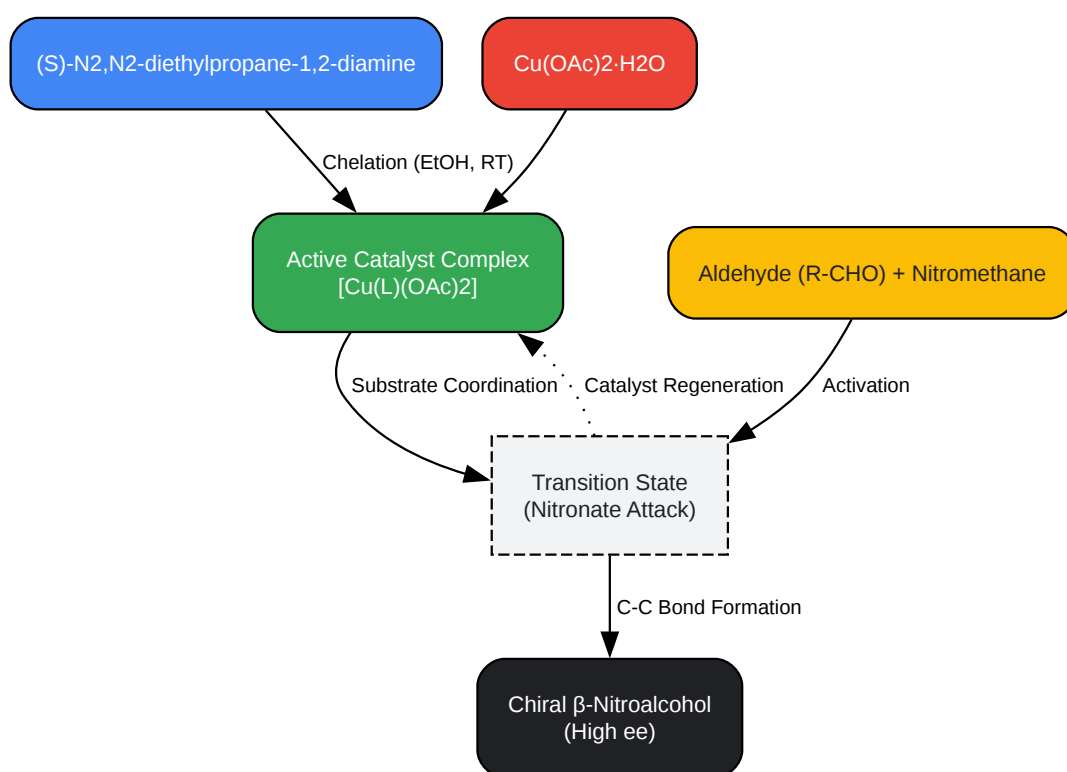 (S)-N2,N2-diethylpropane-1,2-diamine
Cu(OAc)2·H2O
Chelation (EtOH, RT)
Active Catalyst Complex
[Cu(L)(OAc)2]
Aldehyde (R-CHO) + Nitromethane
Substrate Coordination
Catalyst Regeneration
Activation
Transition State
(Nitronate Attack)
C-C Bond Formation
Chiral β-Nitroalcohol
(High ee)